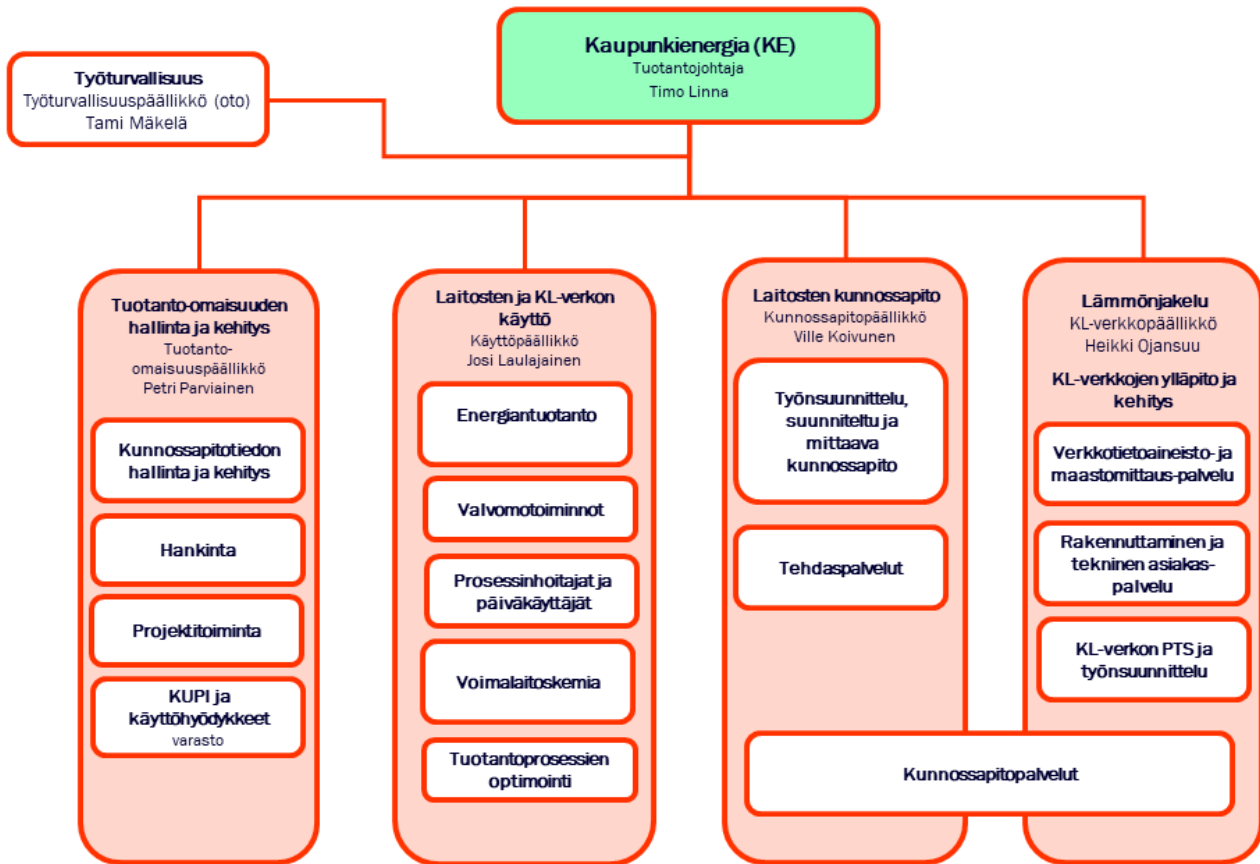 Kaupunkienergia (KE)
Tuotantojohtaja
Timo Linna
Työturvallisuus
Työturvallisuuspäällikkö (oto)
Tami Mäkelä
Tuotanto-omaisuuden
hallinta ja kehitys
Tuotanto-
omaisuuspäällikkö
Petri Parviainen
Kunnossapitotiedon
hallinta ja kehitys
Hankinta
Projektitoiminta
KUPI ja
käyttöhyödykkeet
varasto
Laitosten ja KL-verkon
käyttö
Käyttöpäällikkö
Josi Laulajainen
Energiantuotanto
Valvomotoiminnot
Prosessinhoitajat ja
päiväkäyttäjät
Voimalaitoskemia
Tuotantoprosessien
optimointi
Laitosten kunnossapito
Kunnossapitopäällikkö
Ville Koivunen
Työnsuunnittelu,
suunniteltu ja
mittaava
kunnossapito
Tehdaspalvelut
Lämmönjakelu
KL-verkkopäällikkö
Heikki Ojansuu
KL-verkkojen ylläpito ja
kehitys
Verkkotietoaineisto- ja
maastomittaus-palvelu
Rakennuttaminen ja
tekninen asiakas-
palvelu
KL-verkon PTS ja
työnsuunnittelu
Kunnossapitopalvelut